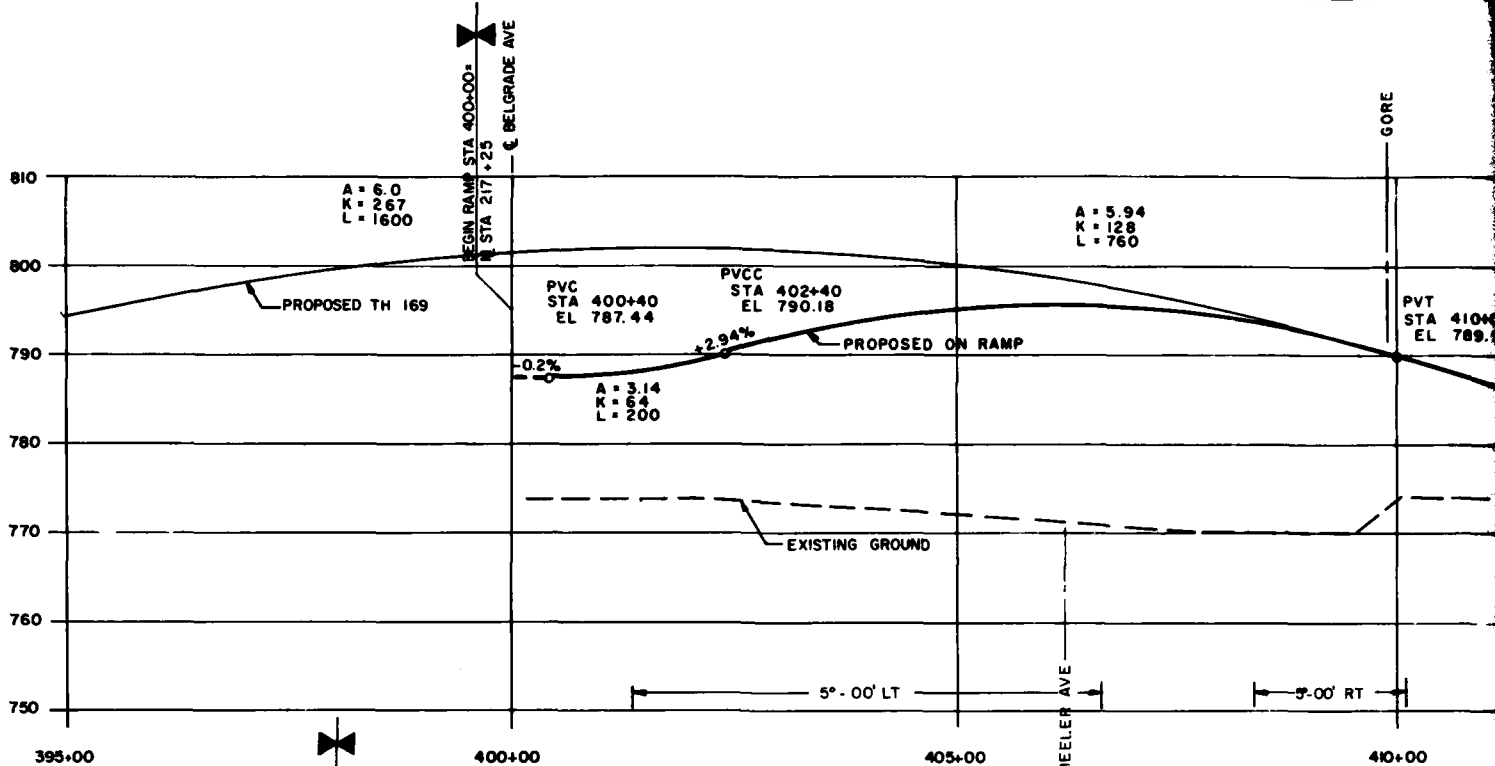 BEGIN RAMP STA 400+00=
STA 217+25
℄ BELGRADE AVE
GORE
810
800
790
780
770
760
750
A = 6.0
K = 267
L = 1600
A = 5.94
K = 128
L = 760
PROPOSED TH 169
PVC
STA 400+40
EL 787.44
PVCC
STA 402+40
EL 790.18
PVT
STA
EL
+2.94%
PROPOSED ON RAMP
-0.2%
A = 3.14
K = 64
L = 200
EXISTING GROUND
5°-00' LT
5°-00' RT
395+00
400+00
405+00
410+00